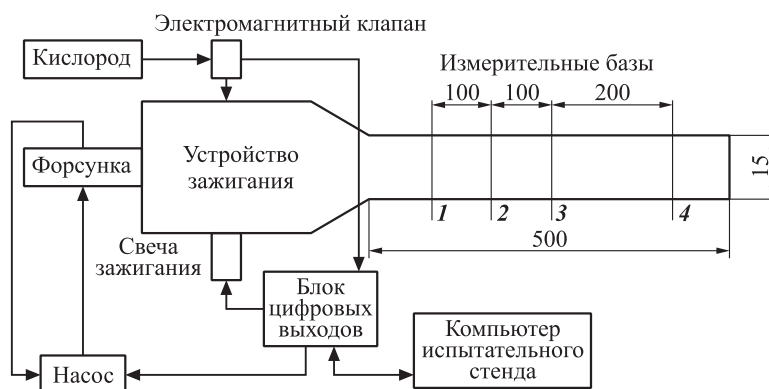 Электромагнитный клапан
Кислород
Измерительные базы
100
100
200
Форсунка
Устройство
зажигания
15
1
2
3
4
500
Свеча
зажигания
Блок
цифровых
выходов
Компьютер
испытательного
стенда
Насос